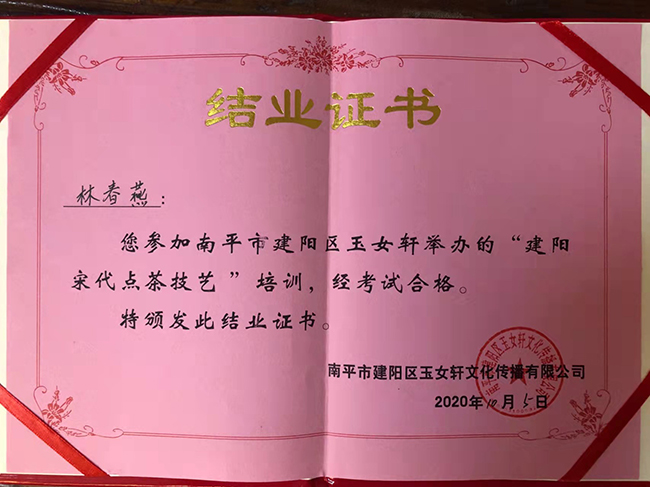 结业证书
林春燕：
您参加南平市建阳区玉女轩举办的“建阳
宋代点茶技艺”培训，经考试合格。
特颁发此结业证书。
南平市建阳区玉女轩文化传播有限公司
2020年10月5日